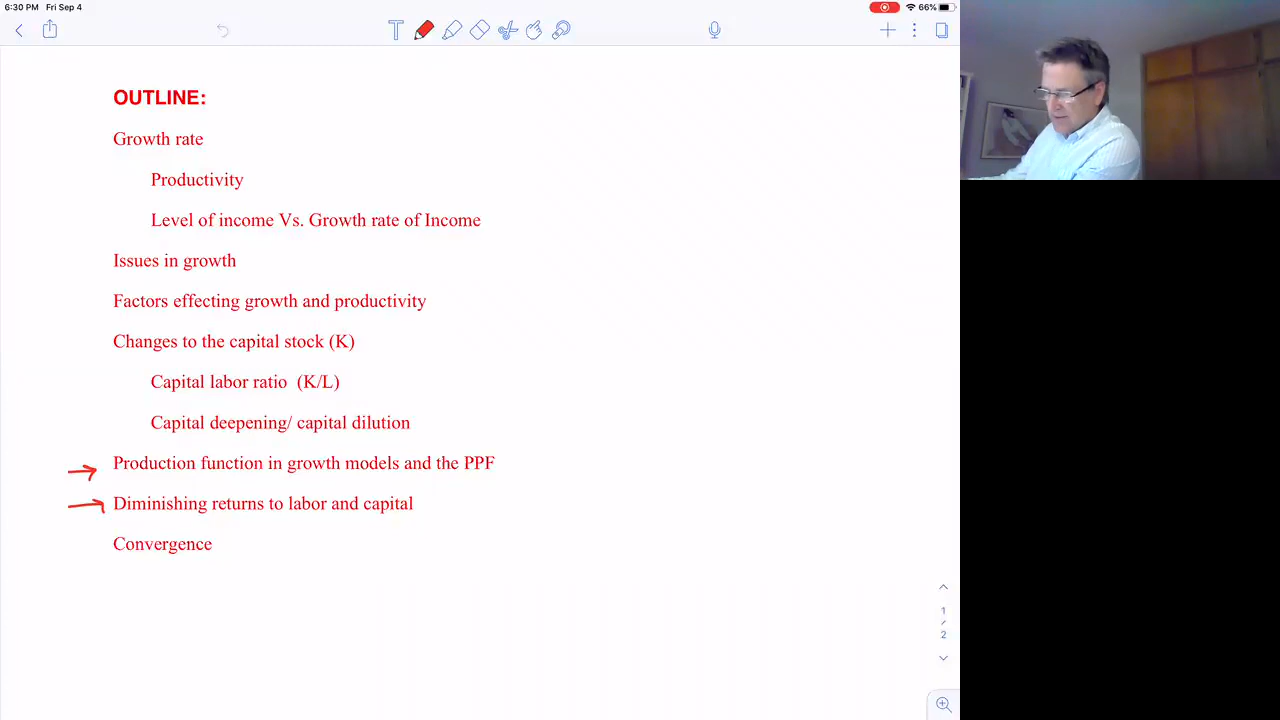 6:30 PM Fri Sep 4
66%
OUTLINE:
Growth rate
Productivity
Level of income Vs. Growth rate of Income
Issues in growth
Factors effecting growth and productivity
Changes to the capital stock (K)
Capital labor ratio (K/L)
Capital deepening/ capital dilution
Production function in growth models and the PPF
Diminishing returns to labor and capital
Convergence
1
/
2